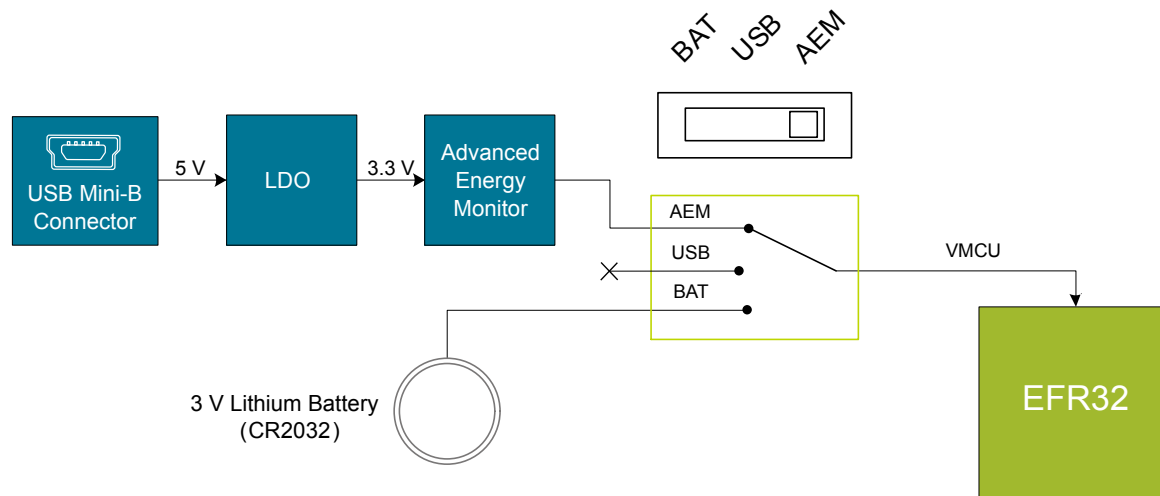 BAT
USB
AEM
USB Mini-B
Connector
5 V
LDO
3.3 V
Advanced
Energy
Monitor
AEM
USB
BAT
VMCU
3 V Lithium Battery
(CR2032)
EFR32